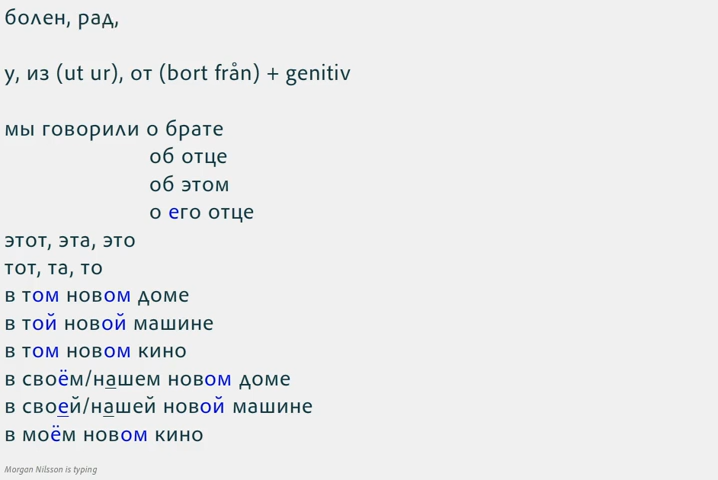 болен, рад,
у, из (ut ur), от (bort från) + genitiv
мы говорили о брате
об отце
об этом
о его отце
этот, эта, это
тот, та, то
в том новом доме
в той новой машине
в том новом кино
в своём/нашем новом доме
в своей/нашей новой машине
в моём новом кино
Morgan Nilsson is typing